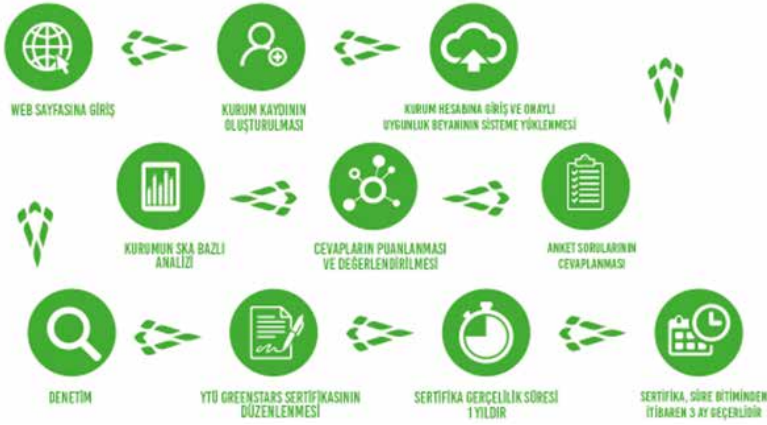 WEB SAYFASINA GİRİŞ
KURUM KAYDININ
OLUŞTURULMASI
KURUM HESABINA GİRİŞ VE ONAYLI
UYGUNLUK BEYANININ SİSTEME YÜKLENMESİ
ANKET SORULARININ
CEVAPLANMASI
CEVAPLARIN PUANLANMASI
VE DEĞERLENDİRİLMESİ
KURUMUN SKA BAZLI
ANALİZİ
DENETİM
YTÜ GREENSTARS SERTİFİKASININ
DÜZENLENMESİ
SERTİFİKA GERÇELİLİK SÜRESİ
1 YILDIR
SERTİFİKA, SÜRE BİTİMİNDEN
İTİBAREN 3 AY GEÇERLİDİR